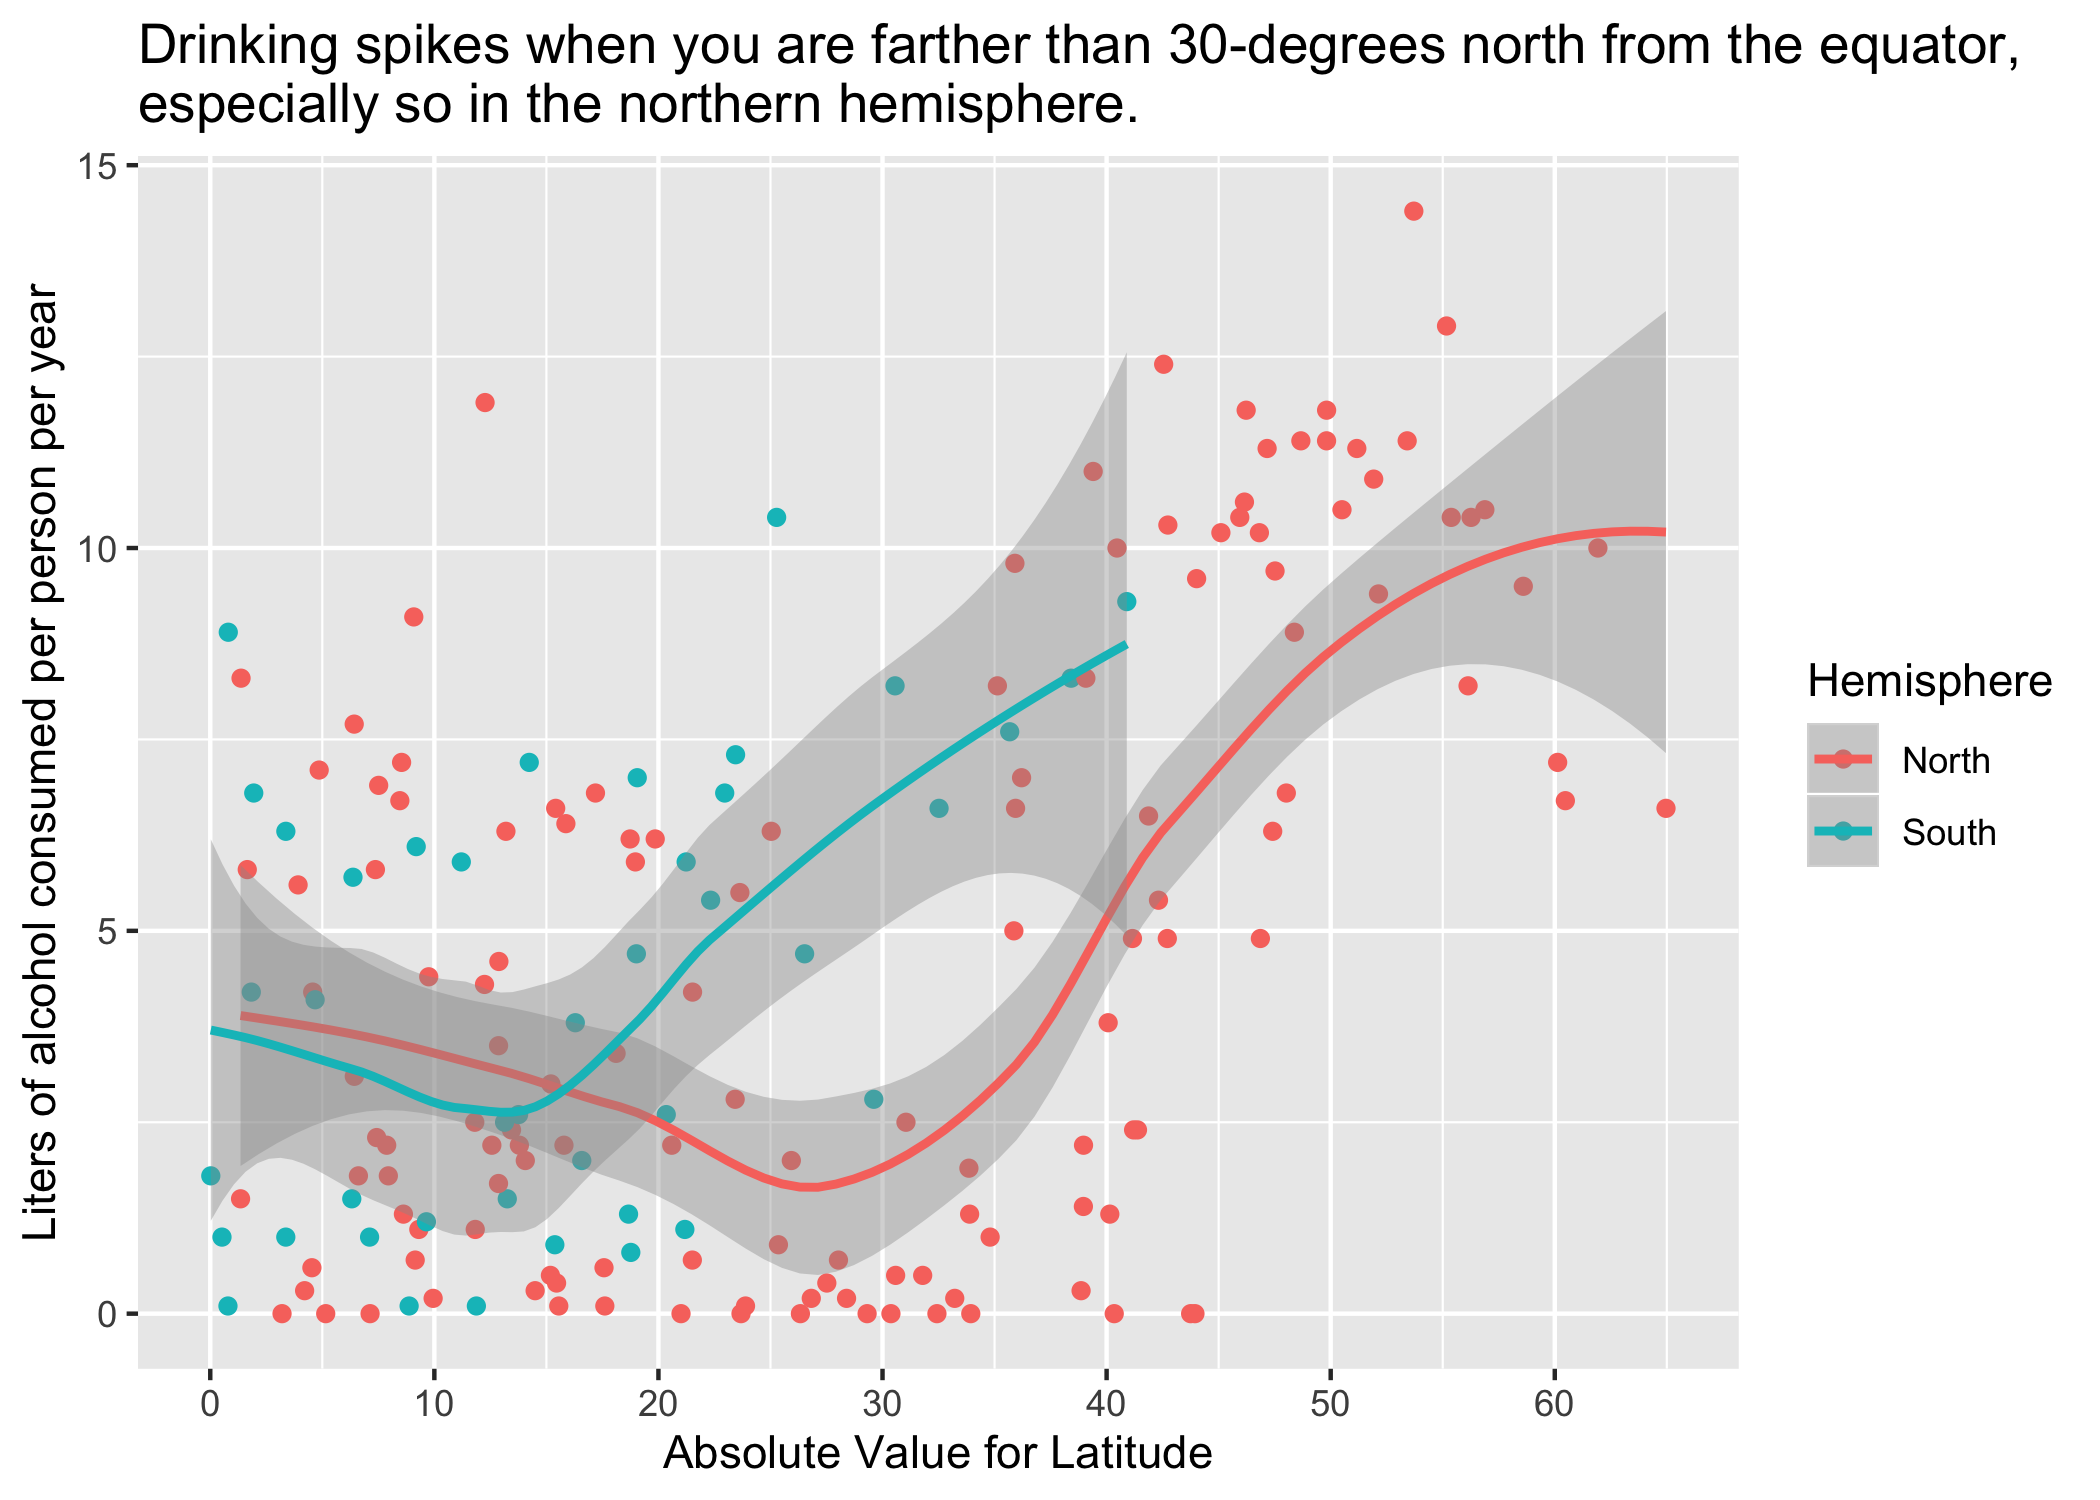 Drinking spikes when you are farther than 30-degrees north from the equator,
especially so in the northern hemisphere.
Liters of alcohol consumed per person per year
15
10
5
0
0 10 20 30 40 50 60
Absolute Value for Latitude
Hemisphere
North
South